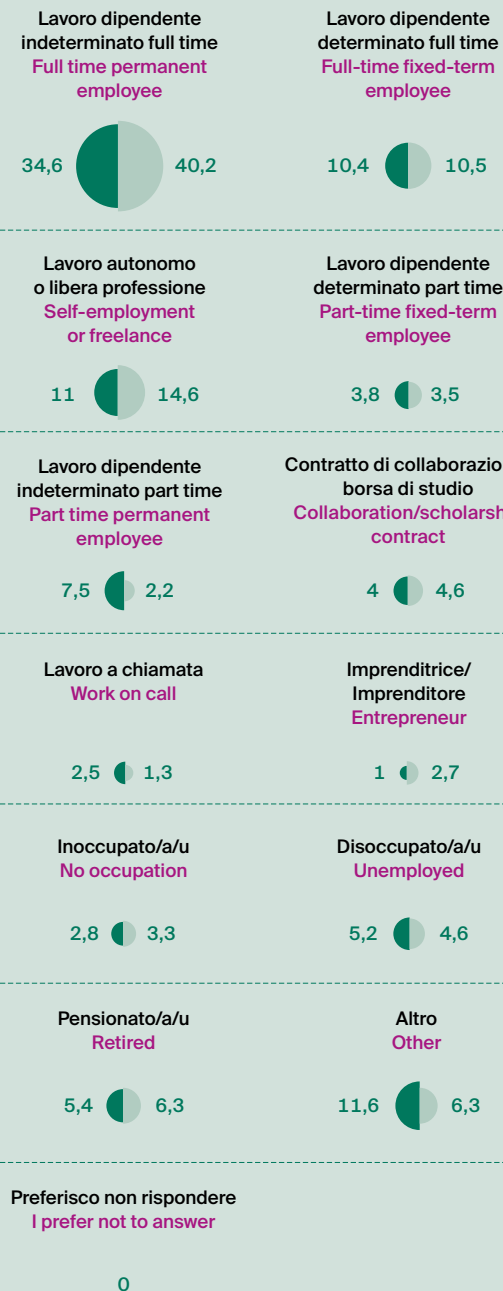 Lavoro dipendente
indeterminato full time
Full time permanent
employee
34,6 40,2
Lavoro dipendente
determinato full time
Full-time fixed-term
employee
10,4 10,5
Lavoro autonomo
o libera professione
Self-employment
or freelance
11 14,6
Lavoro dipendente
determinato part time
Part-time fixed-term
employee
3,8 3,5
Lavoro dipendente
indeterminato part time
Part time permanent
employee
7,5 2,2
Contratto di collaborazio
borsa di studio
Collaboration/scholarsh
contract
4 4,6
Lavoro a chiamata
Work on call
2,5 1,3
Imprenditrice/
Imprenditore
Entrepreneur
1 2,7
Inoccupato/a/u
No occupation
2,8 3,3
Disoccupato/a/u
Unemployed
5,2 4,6
Pensionato/a/u
Retired
5,4 6,3
Altro
Other
11,6 6,3
Preferisco non rispondere
I prefer not to answer
0